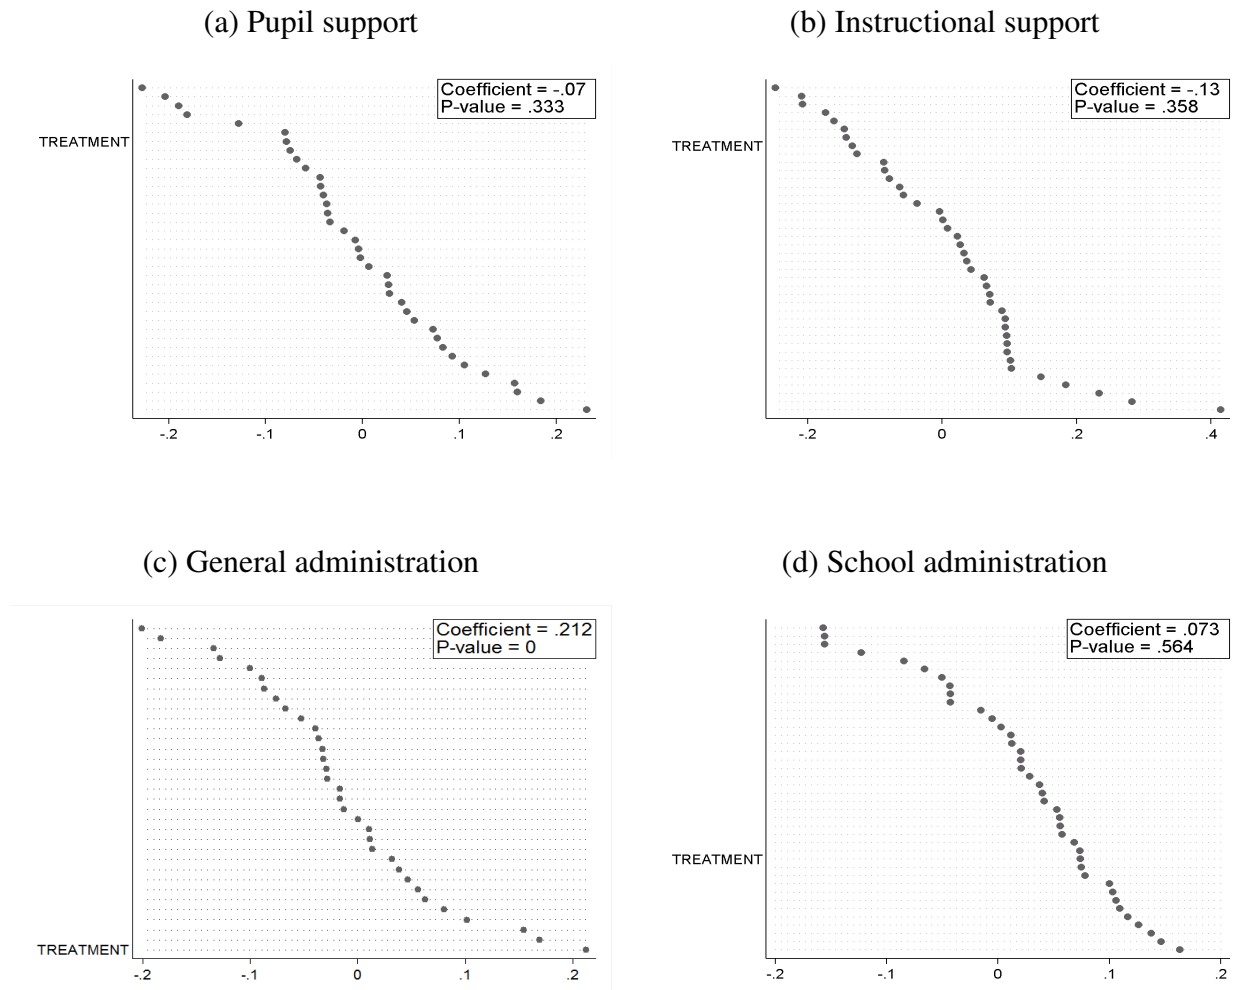 (a) Pupil support
(b) Instructional support
Coefficient = -.07
P-value = .333
TREATMENT
-.2 -.1 0 .1 .2
Coefficient = -.13
P-value = .358
TREATMENT
-.2 0 .2 .4
(c) General administration
(d) School administration
Coefficient = .212
P-value = 0
TREATMENT
-.2 -.1 0 .1 .2
Coefficient = .073
P-value = .564
TREATMENT
-.2 -.1 0 .1 .2